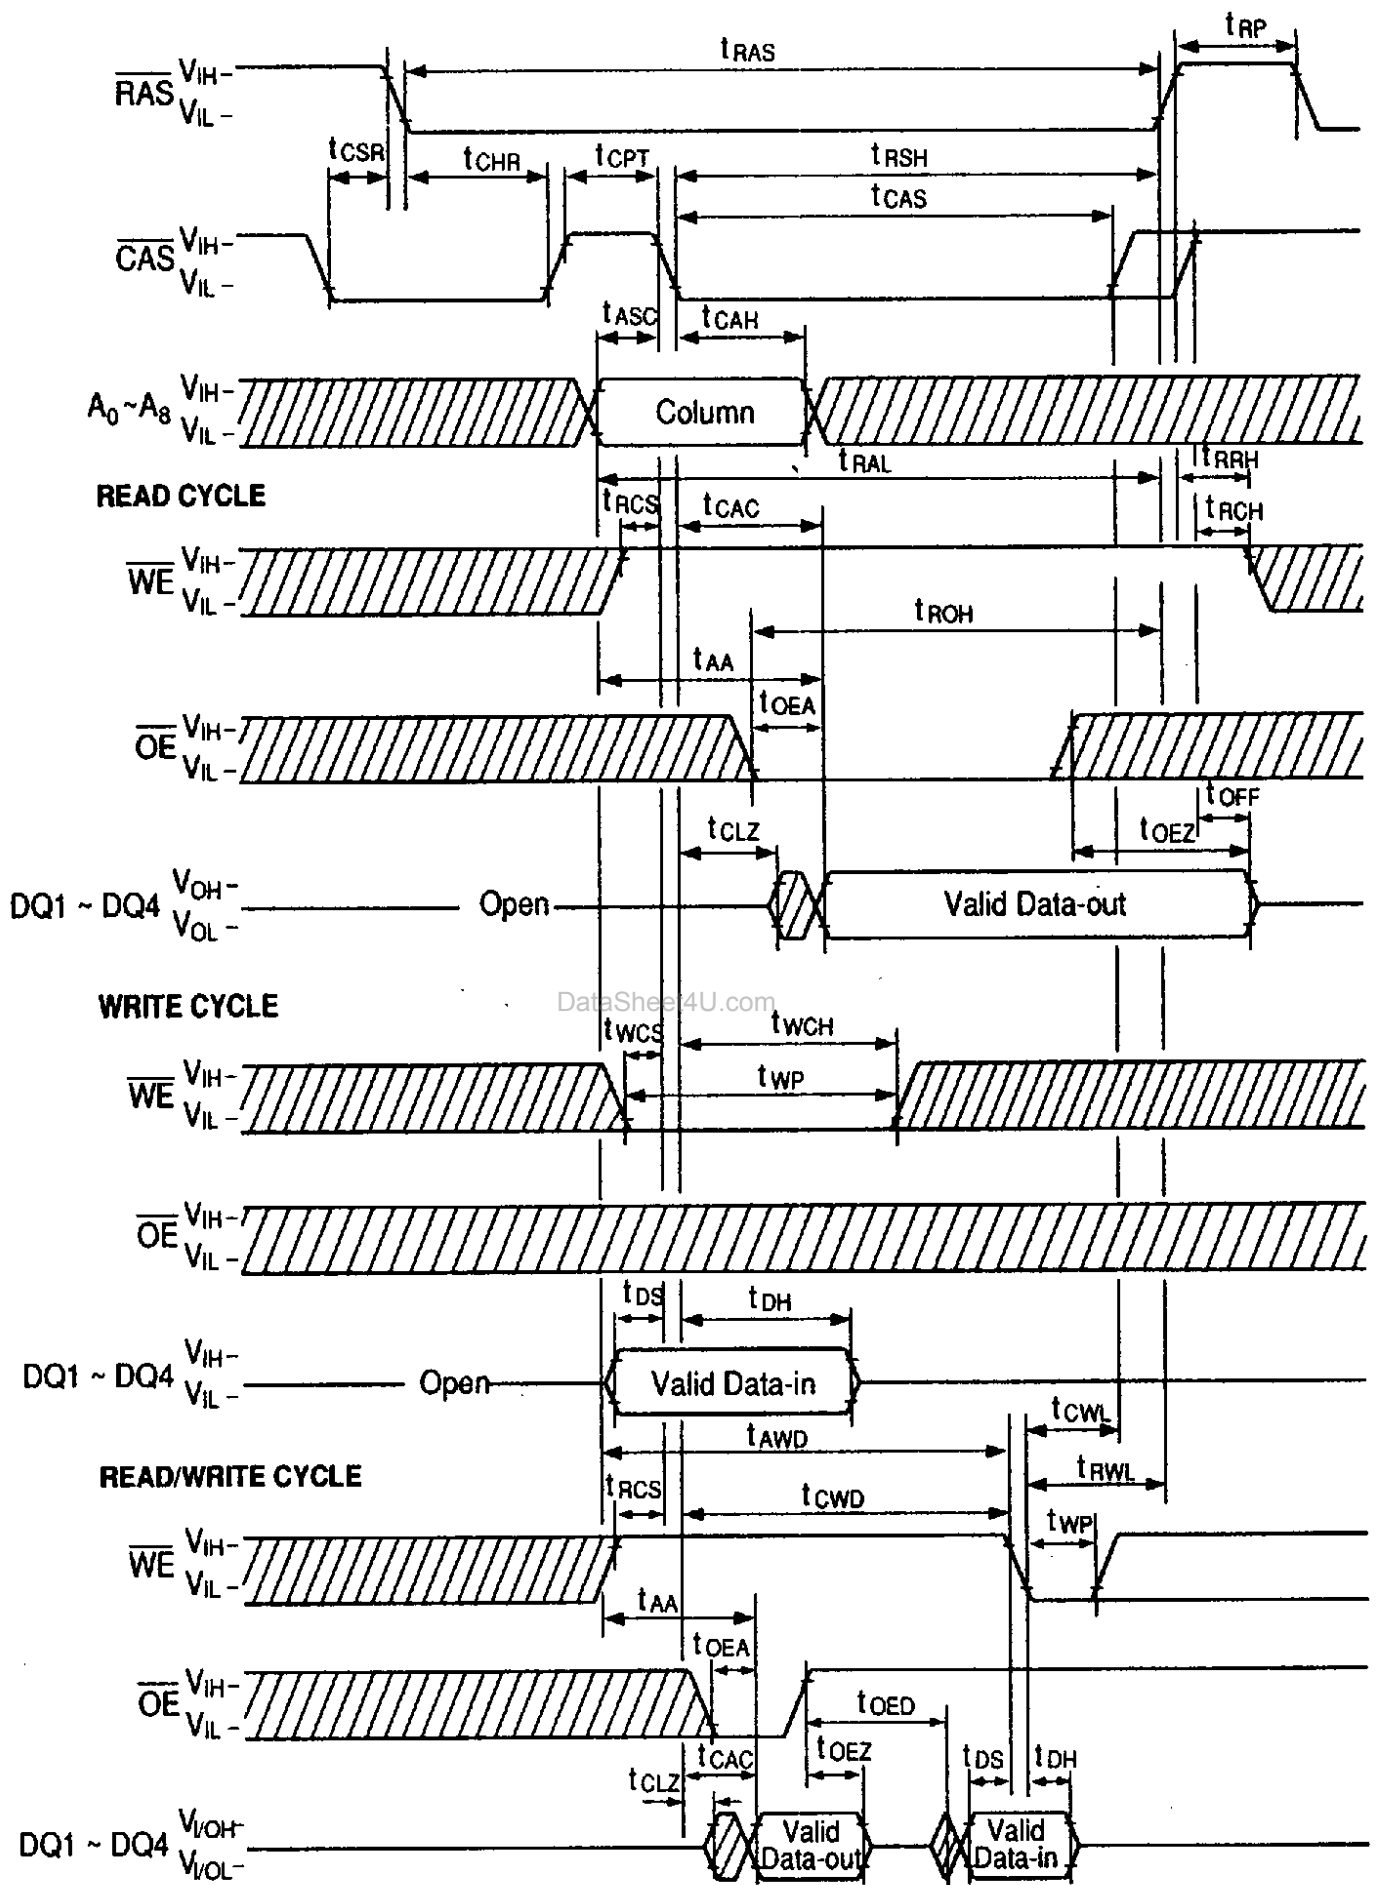 tRP
tRAS
RAS VIH
VIL
tCSR tCHR tCPT tRSH
tCAS
CAS VIH
VIL
tASC tCAH
A0 ~A8 VIH
VIL
Column
tRAL tRRH
READ CYCLE
tRCS tCAC tRCH
WE VIH
VIL
tROH
tAA
tOEA
OE VIH
VIL
tOFF
tCLZ tOEZ
DQ1 ~ DQ4 VOH
VOL
Open Valid Data-out
WRITE CYCLE
DataSheet4U.com
tWCS tWCH
tWP
WE VIH
VIL
OE VIH
VIL
tDS tDH
DQ1 ~ DQ4 VIH
VIL
Open Valid Data-in
tCWL
tAWD
READ/WRITE CYCLE
tRWL
tRCS tCWD
tWP
WE VIH
VIL
tAA
tOEA
OE VIH
VIL
tOED
tCAC tOEZ tDS tDH
tCLZ
DQ1 ~ DQ4 VI/OH
VI/OL
Valid
Data-out
Valid
Data-in